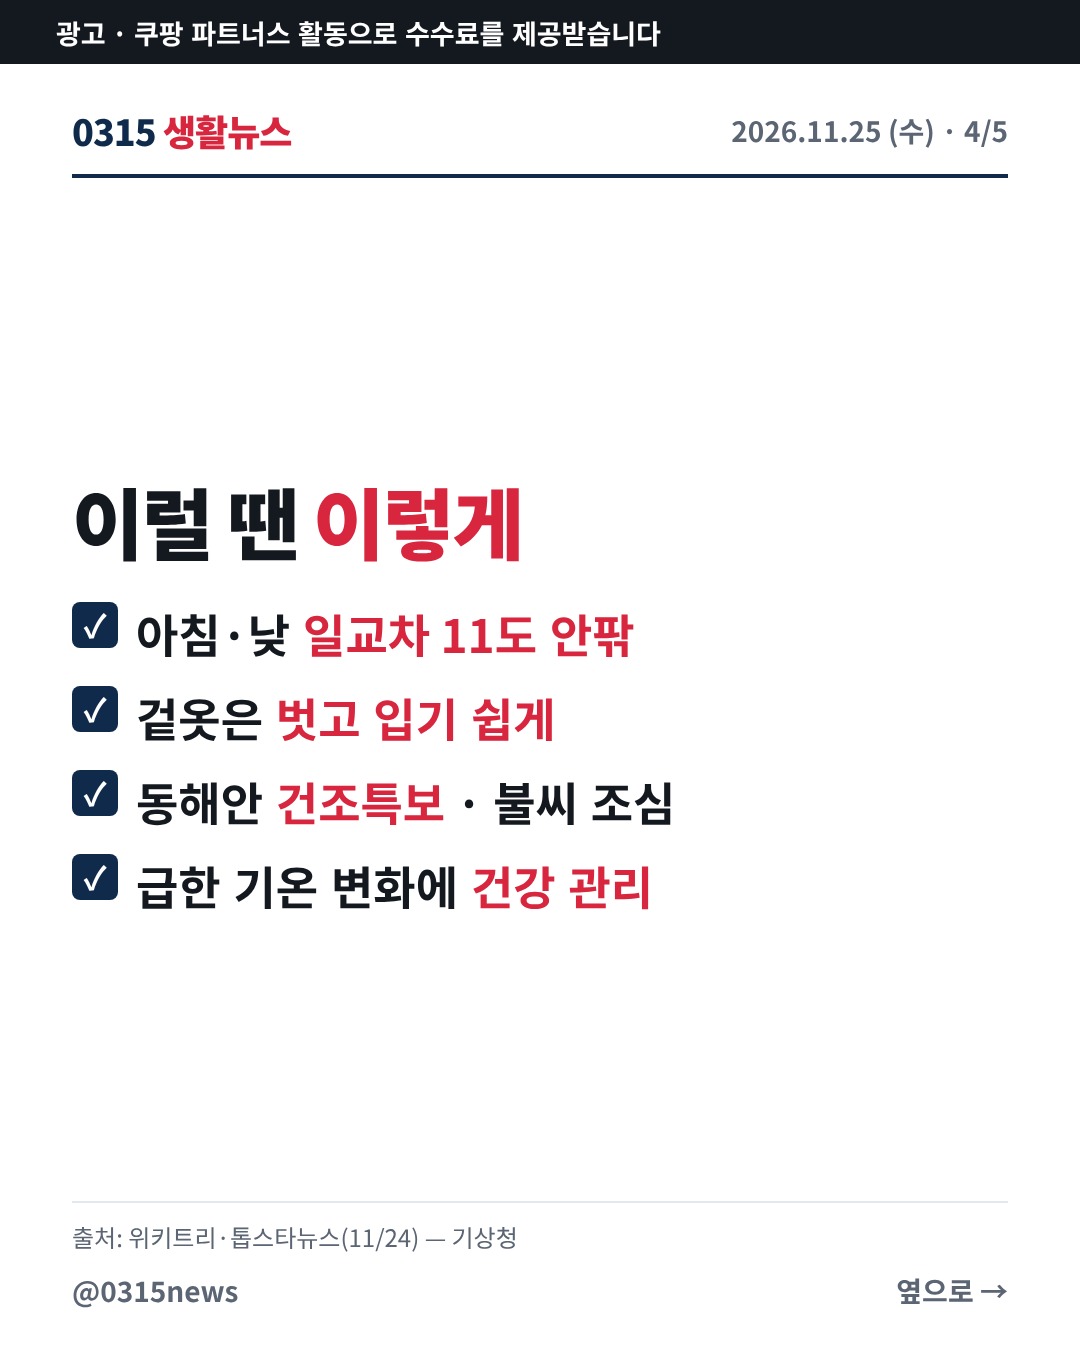 광고 · 쿠팡 파트너스 활동으로 수수료를 제공받습니다
0315 생활뉴스
2026.11.25 (수) · 4/5
이럴 땐 이렇게
✓ 아침·낮 일교차 11도 안팎
✓ 겉옷은 벗고 입기 쉽게
✓ 동해안 건조특보 · 불씨 조심
✓ 급한 기온 변화에 건강 관리
출처: 위키트리·톱스타뉴스(11/24) — 기상청
@0315news
옆으로 →